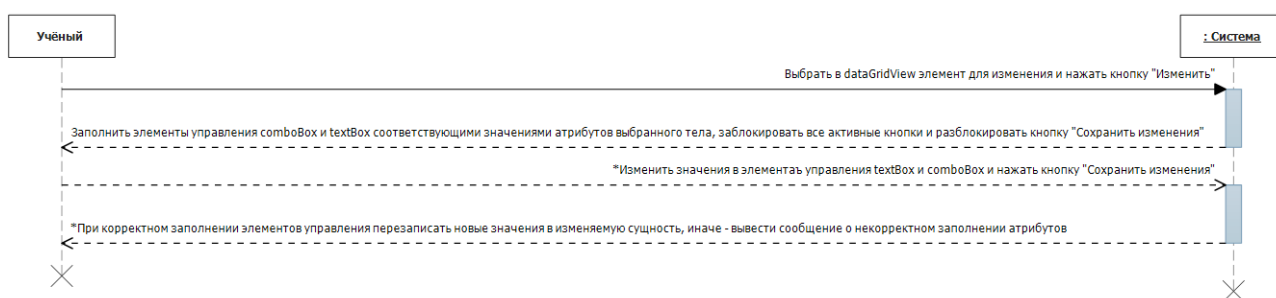 Учёный
: Система
Выбрать в dataGridView элемент для изменения и нажать кнопку "Изменить"
Заполнить элементы управления comboBox и textBox соответствующими значениями атрибутов выбранного тела, заблокировать все активные кнопки и разблокировать кнопку "Сохранить изменения"
*Изменить значения в элементаъ управления textBox и comboBox и нажать кнопку "Сохранить изменения"
*При корректном заполнении элементов управления перезаписать новые значения в изменяемую сущность, иначе - вывести сообщение о некорректном заполнении атрибутов